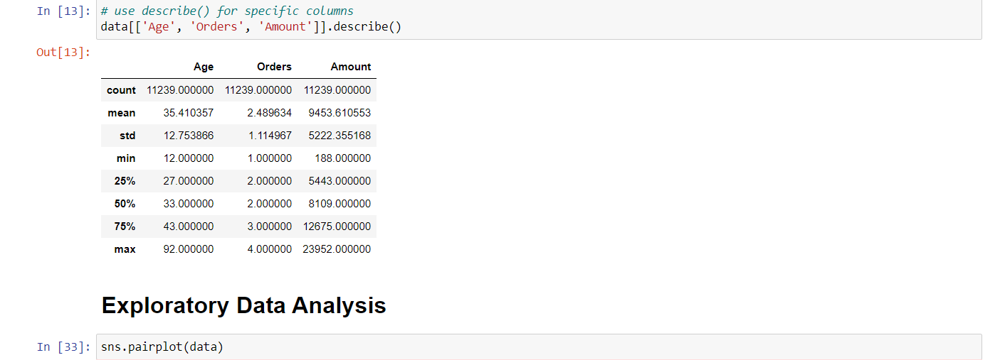 In [13]: # use describe() for specific columns
data[['Age', 'Orders', 'Amount']].describe()
Out[13]:
Age Orders Amount
count 11239.000000 11239.000000 11239.000000
mean 35.410357 2.489634 9453.610553
std 12.753866 1.114967 5222.355168
min 12.000000 1.000000 188.000000
25% 27.000000 2.000000 5443.000000
50% 33.000000 2.000000 8109.000000
75% 43.000000 3.000000 12675.000000
max 92.000000 4.000000 23952.000000
Exploratory Data Analysis
In [33]: sns.pairplot(data)